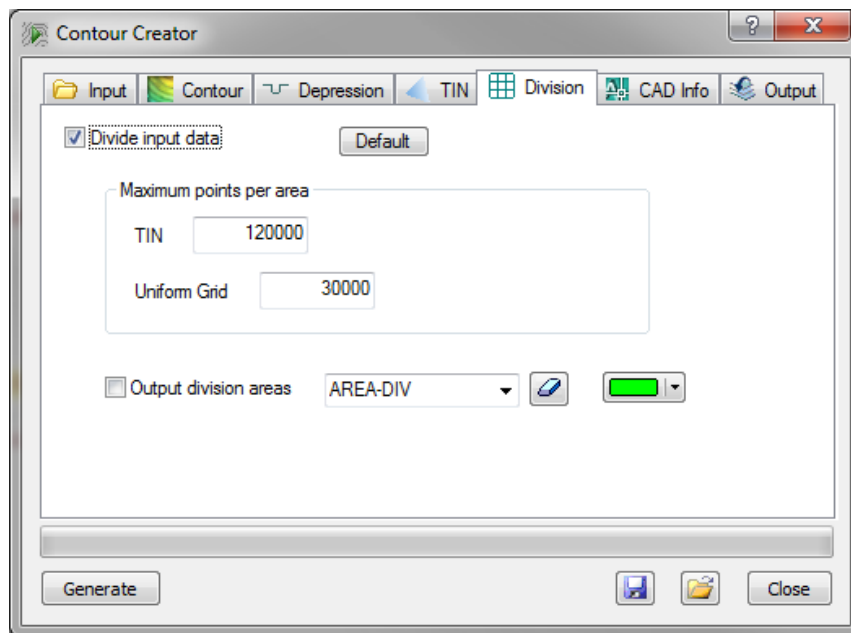 Contour Creator
Input Contour Depression TIN Division CAD Info Output
Divide input data Default
Maximum points per area
TIN 120000
Uniform Grid 30000
Output division areas AREA-DIV
Generate Close